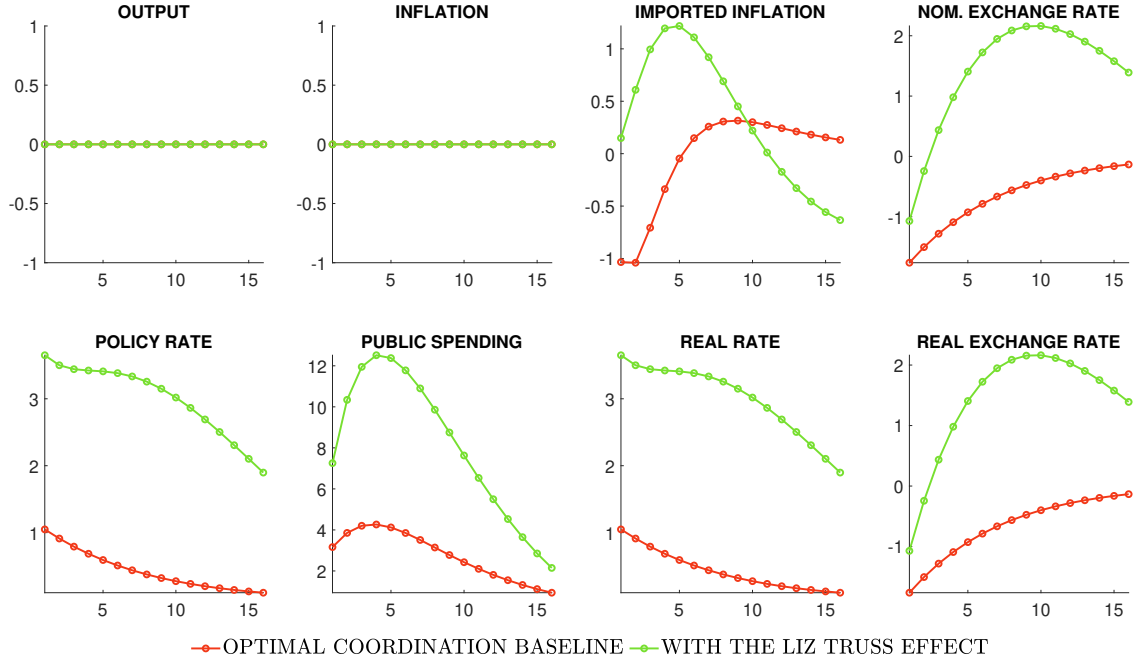 OUTPUT INFLATION IMPORTED INFLATION NOM. EXCHANGE RATE
1 1 1 2
0.5 0.5 0.5 1
0 0 0 0
-0.5 -0.5 -0.5 -1
-1 -1 -1
5 10 15 5 10 15 5 10 15 5 10 15
POLICY RATE PUBLIC SPENDING REAL RATE REAL EXCHANGE RATE
3 12 3 2
2 10 2 1
1 8 1 0
6 -1
4
2
5 10 15 5 10 15 5 10 15 5 10 15
OPTIMAL COORDINATION BASELINE WITH THE LIZ TRUSS EFFECT